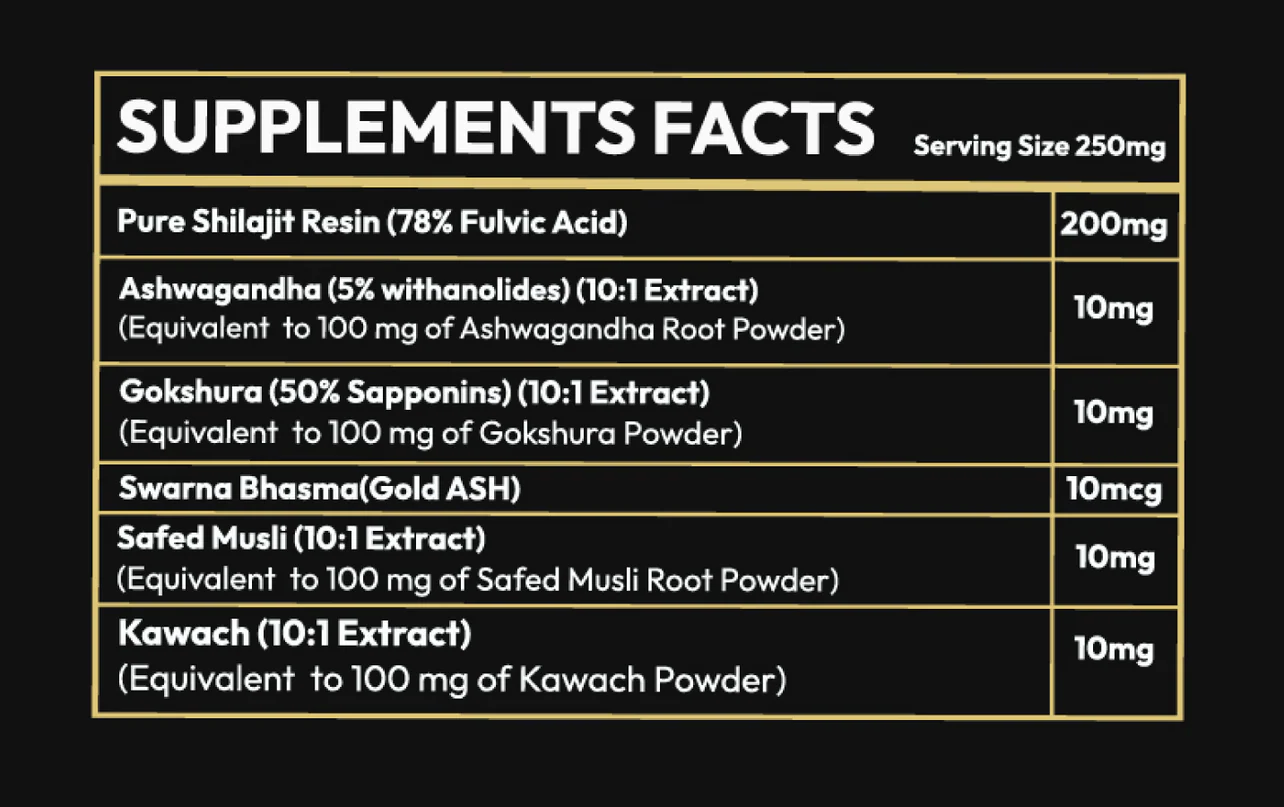 SUPPLEMENTS FACTS Serving Size 250mg
Pure Shilajit Resin (78% Fulvic Acid) 200mg
Ashwagandha (5% withanolides) (10:1 Extract)
(Equivalent to 100 mg of Ashwagandha Root Powder)
10mg
Gokshura (50% Sapponins) (10:1 Extract)
(Equivalent to 100 mg of Gokshura Powder)
10mg
Swarna Bhasma(Gold ASH) 10mcg
Safed Musli (10:1 Extract)
(Equivalent to 100 mg of Safed Musli Root Powder)
10mg
Kawach (10:1 Extract)
(Equivalent to 100 mg of Kawach Powder)
10mg